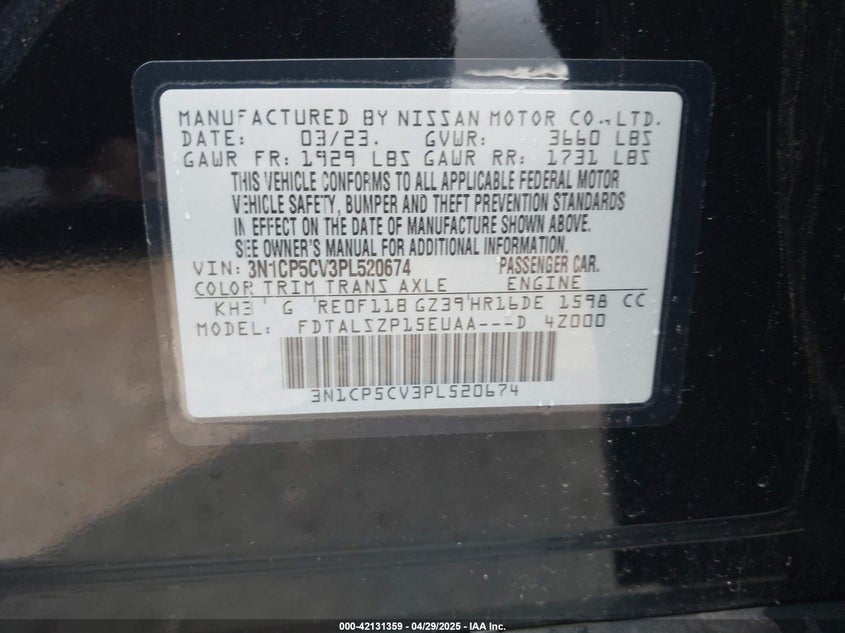 MANUFACTURED BY NISSAN MOTOR CO.,LTD.
DATE: 03/23. GVWR: 3660 LBS
GAWR FR: 1929 LBS GAWR RR: 1731 LBS
THIS VEHICLE CONFORMS TO ALL APPLICABLE FEDERAL MOTOR
VEHICLE SAFETY, BUMPER AND THEFT PREVENTION STANDARDS
IN EFFECT ON THE DATE OF MANUFACTURE SHOWN ABOVE.
SEE OWNER'S MANUAL FOR ADDITIONAL INFORMATION.
VIN: 3N1CP5CV3PL520674 PASSENGER CAR.
COLOR TRIM TRANS AXLE ENGINE
KH3 G RE0F11B GZ39 HR16DE 1598 CC
MODEL: FDTALSZP15EUAA---D 4Z000
3N1CP5CV3PL520674
000-42131359 | 04/29/2025 | IAA Inc.